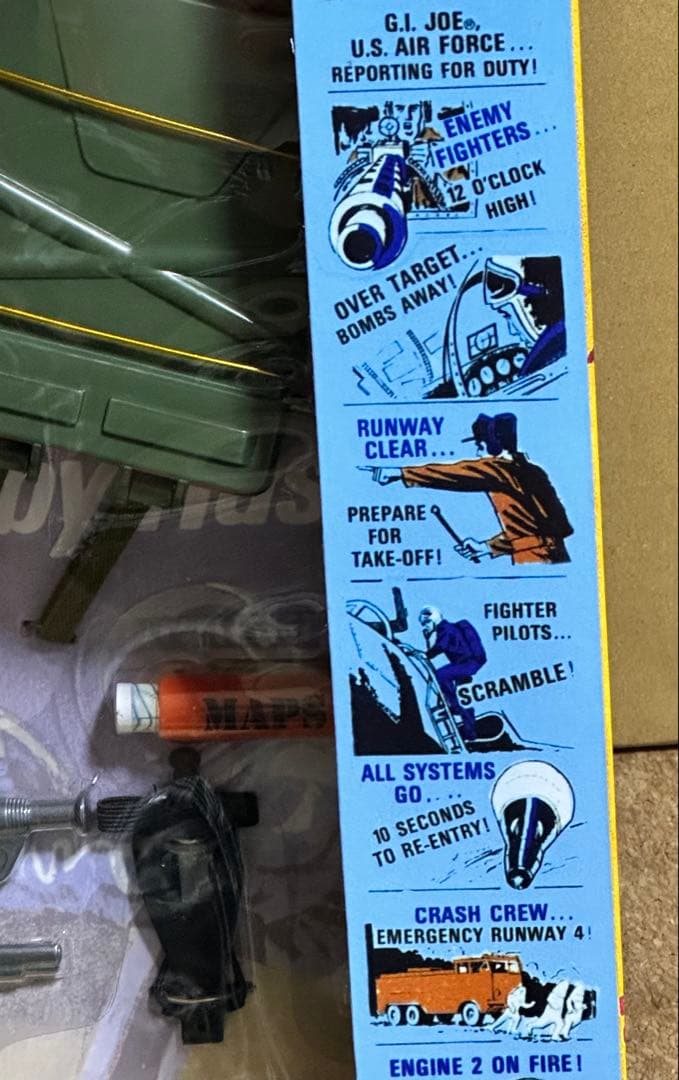 G.I. JOE®,
U.S. AIR FORCE...
REPORTING FOR DUTY!
ENEMY
FIGHTERS...
12 O'CLOCK
HIGH!
OVER TARGET...
BOMBS AWAY!
RUNWAY
CLEAR...
PREPARE
FOR
TAKE-OFF!
FIGHTER
PILOTS...
SCRAMBLE!
MAPS
ALL SYSTEMS
GO....
10 SECONDS
TO RE-ENTRY!
CRASH CREW...
EMERGENCY RUNWAY 4!
ENGINE 2 ON FIRE!
by Has